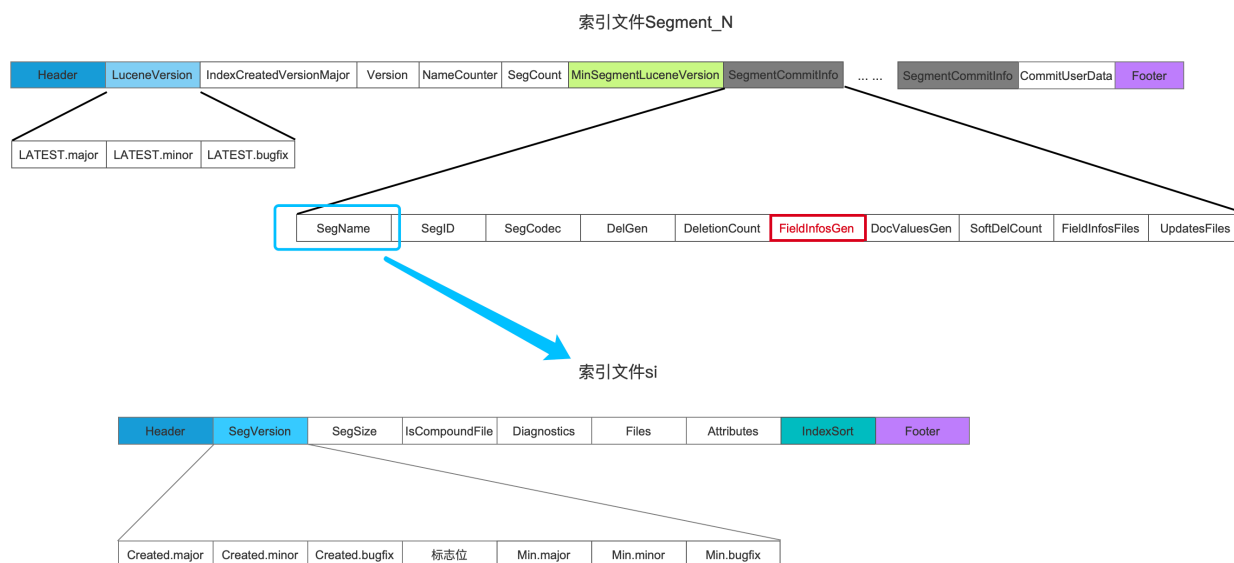 索引文件Segment_N
Header LuceneVersion IndexCreatedVersionMajor Version NameCounter SegCount MinSegmentLuceneVersion SegmentCommitInfo ... ... SegmentCommitInfo CommitUserData Footer
LATEST.major LATEST.minor LATEST.bugfix
SegName SegID SegCodec DelGen DeletionCount FieldInfosGen DocValuesGen SoftDelCount FieldInfosFiles UpdatesFiles
索引文件si
Header SegVersion SegSize IsCompoundFile Diagnostics Files Attributes IndexSort Footer
Created.major Created.minor Created.bugfix 标志位 Min.major Min.minor Min.bugfix